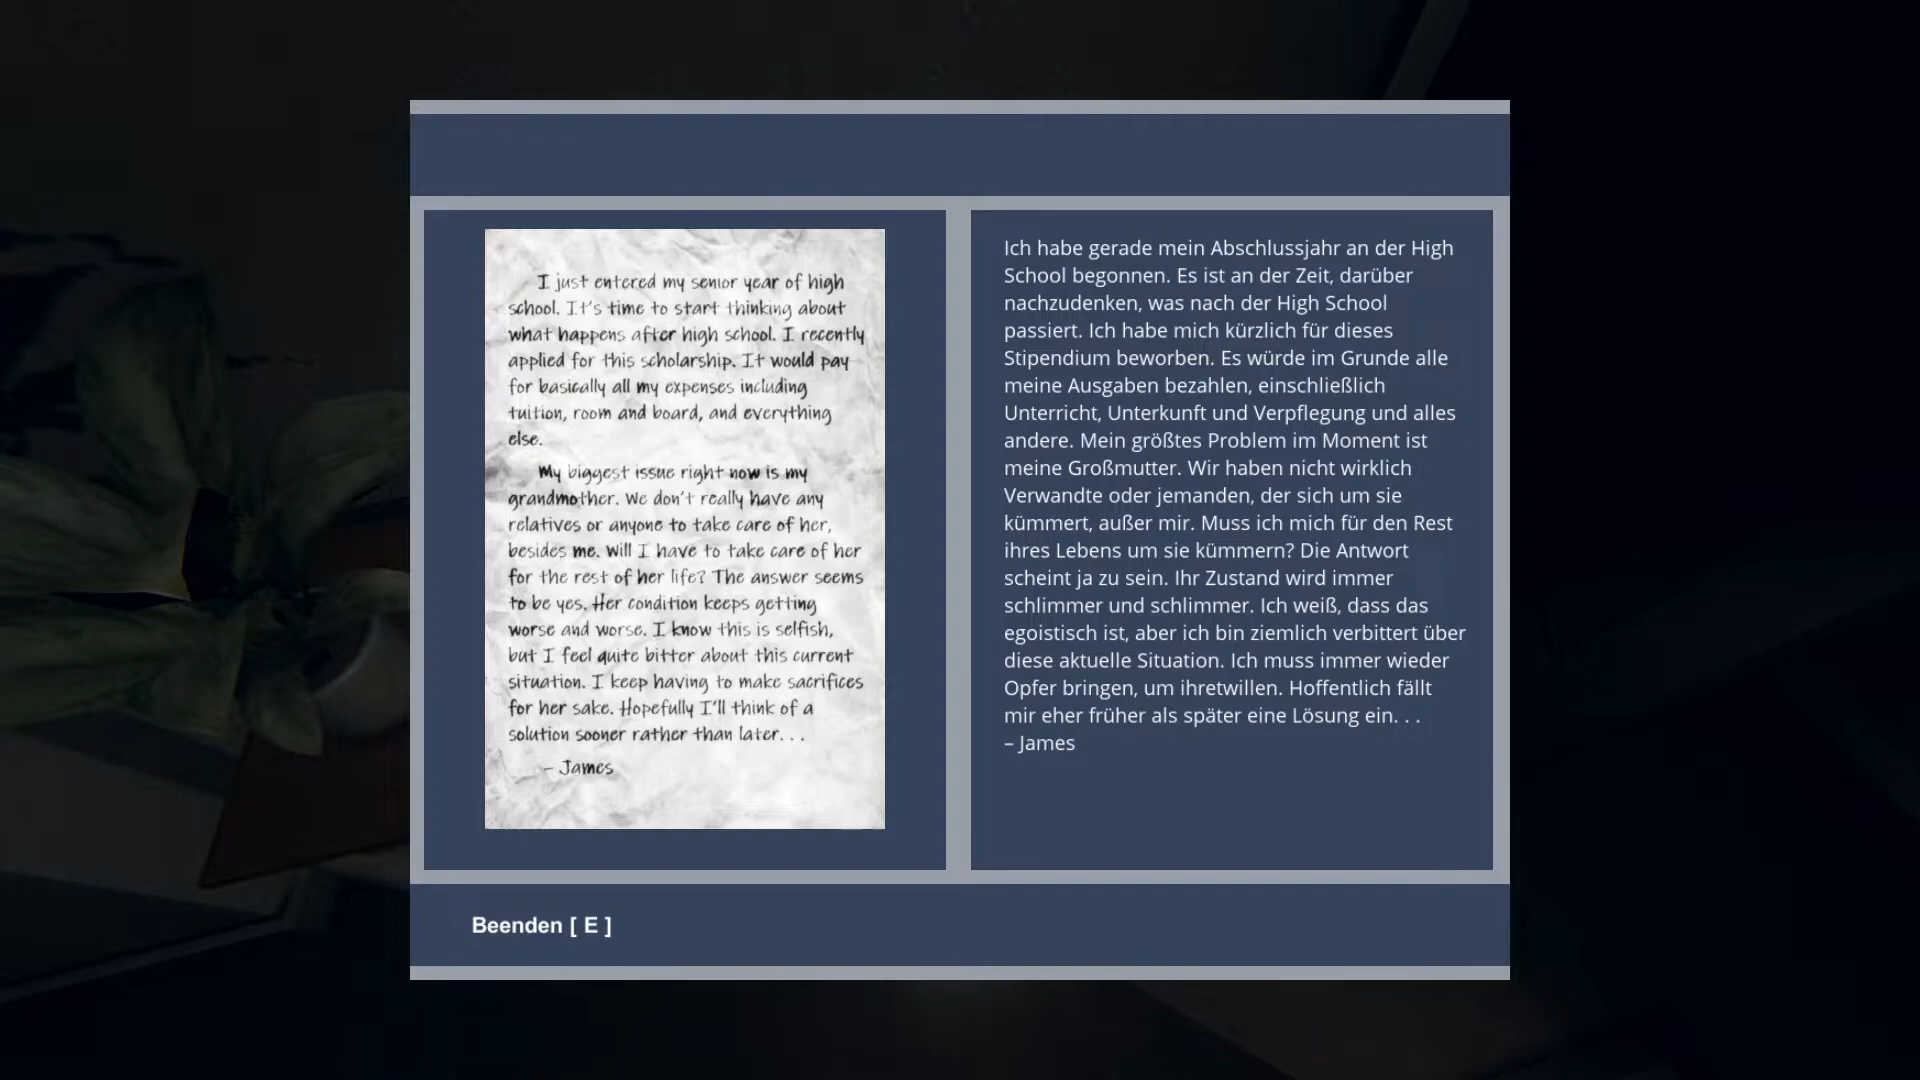 I just entered my senior year of high
school. It's time to start thinking about
what happens after high school. I recently
applied for this scholarship. It would pay
for basically all my expenses including
tuition, room and board, and everything
else.
My biggest issue right now is my
grandmother. We don't really have any
relatives or anyone to take care of her,
besides me. Will I have to take care of her
for the rest of her life? The answer seems
to be yes. Her condition keeps getting
worse and worse. I know this is selfish,
but I feel quite bitter about this current
situation. I keep having to make sacrifices
for her sake. Hopefully I'll think of a
solution sooner rather than later. . .
– James
Ich habe gerade mein Abschlussjahr an der High
School begonnen. Es ist an der Zeit, darüber
nachzudenken, was nach der High School
passiert. Ich habe mich kürzlich für dieses
Stipendium beworben. Es würde im Grunde alle
meine Ausgaben bezahlen, einschließlich
Unterricht, Unterkunft und Verpflegung und alles
andere. Mein größtes Problem im Moment ist
meine Großmutter. Wir haben nicht wirklich
Verwandte oder jemanden, der sich um sie
kümmert, außer mir. Muss ich mich für den Rest
ihres Lebens um sie kümmern? Die Antwort
scheint ja zu sein. Ihr Zustand wird immer
schlimmer und schlimmer. Ich weiß, dass das
egoistisch ist, aber ich bin ziemlich verbittert über
diese aktuelle Situation. Ich muss immer wieder
Opfer bringen, um ihretwillen. Hoffentlich fällt
mir eher früher als später eine Lösung ein. . .
– James
Beenden [ E ]